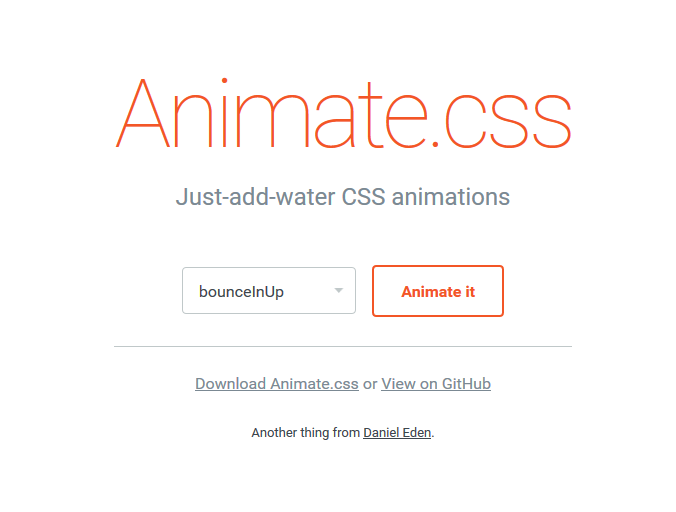 Animate.css
Just-add-water CSS animations
bounceInUp
Animate it
Download Animate.css or View on GitHub
Another thing from Daniel Eden.